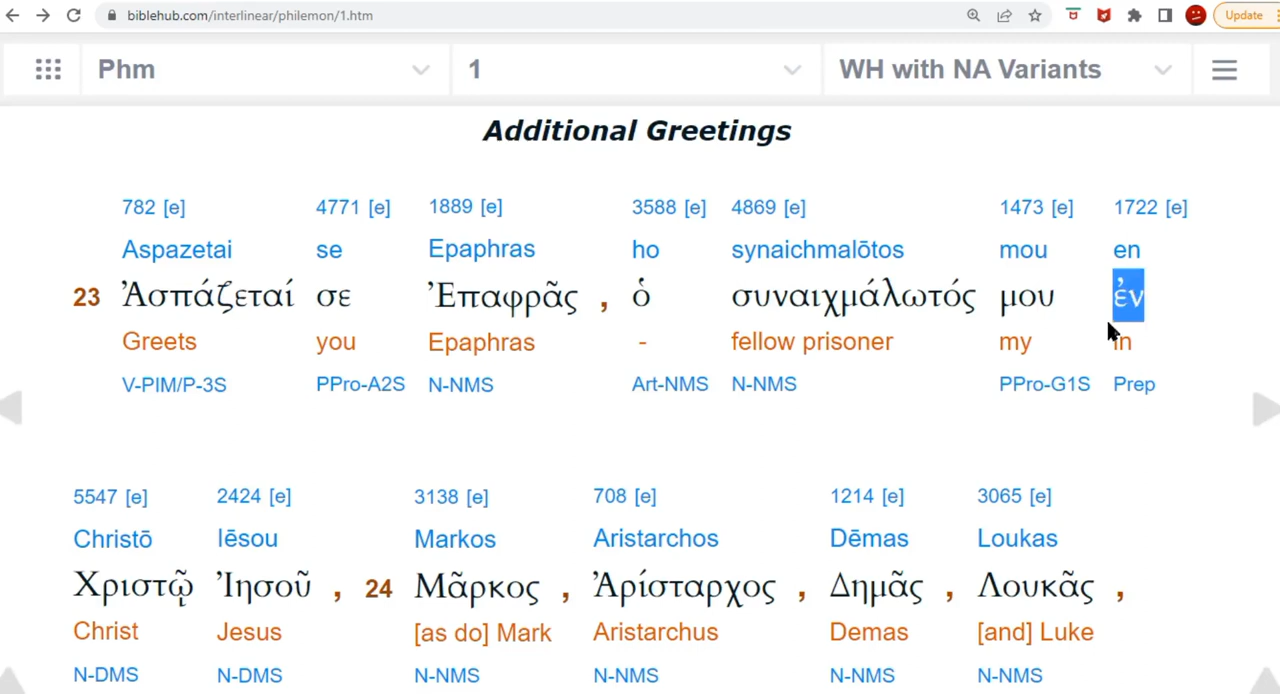 biblehub.com/interlinear/philemon/1.htm Update
Phm 1 WH with NA Variants
Additional Greetings
782 [e] 4771 [e] 1889 [e] 3588 [e] 4869 [e] 1473 [e] 1722 [e]
Aspazetai se Epaphras ho synaichmalōtos mou en
23 Ἀσπάζεταί σε Ἐπαφρᾶς , ὁ συναιχμάλωτός μου ἐν
Greets you Epaphras - fellow prisoner my in
V-PIM/P-3S PPro-A2S N-NMS Art-NMS N-NMS PPro-G1S Prep
5547 [e] 2424 [e] 3138 [e] 708 [e] 1214 [e] 3065 [e]
Christō Iēsou Markos Aristarchos Dēmas Loukas
Χριστῷ Ἰησοῦ , 24 Μᾶρκος , Ἀρίσταρχος , Δημᾶς , Λουκᾶς ,
Christ Jesus [as do] Mark Aristarchus Demas [and] Luke
N-DMS N-DMS N-NMS N-NMS N-NMS N-NMS